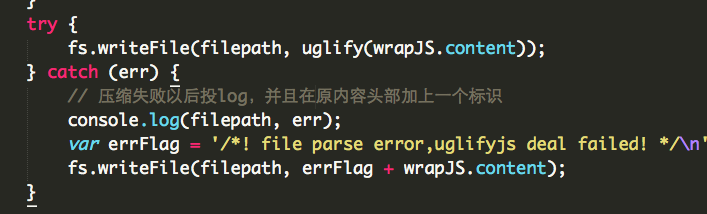 }
try {
    fs.writeFile(filepath, uglify(wrapJS.content));
} catch (err) {
    // 压缩失败以后投log，并且在原内容头部加上一个标识
    console.log(filepath, err);
    var errFlag = '/*! file parse error,uglifyjs deal failed! */\n'
    fs.writeFile(filepath, errFlag + wrapJS.content);
}